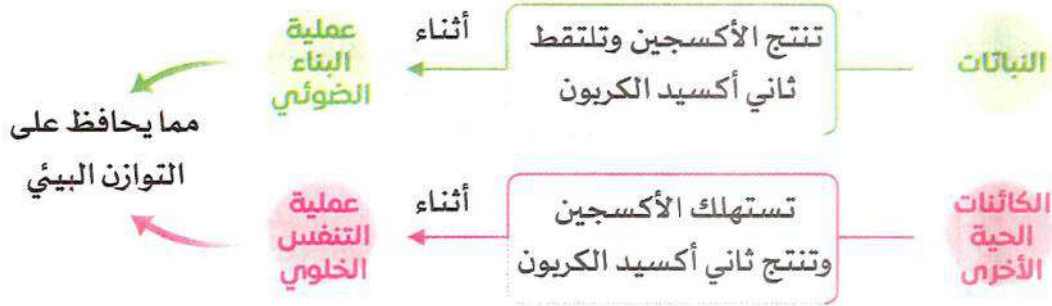 النباتات
تنتج الأكسجين وتلتقط
ثاني أكسيد الكربون
أثناء
عملية
البناء
الضوئي
الكائنات
الحية
الأخرى
تستهلك الأكسجين
وتنتج ثاني أكسيد الكربون
أثناء
عملية
التنفس
الخلوي
مما يحافظ على
التوازن البيئي